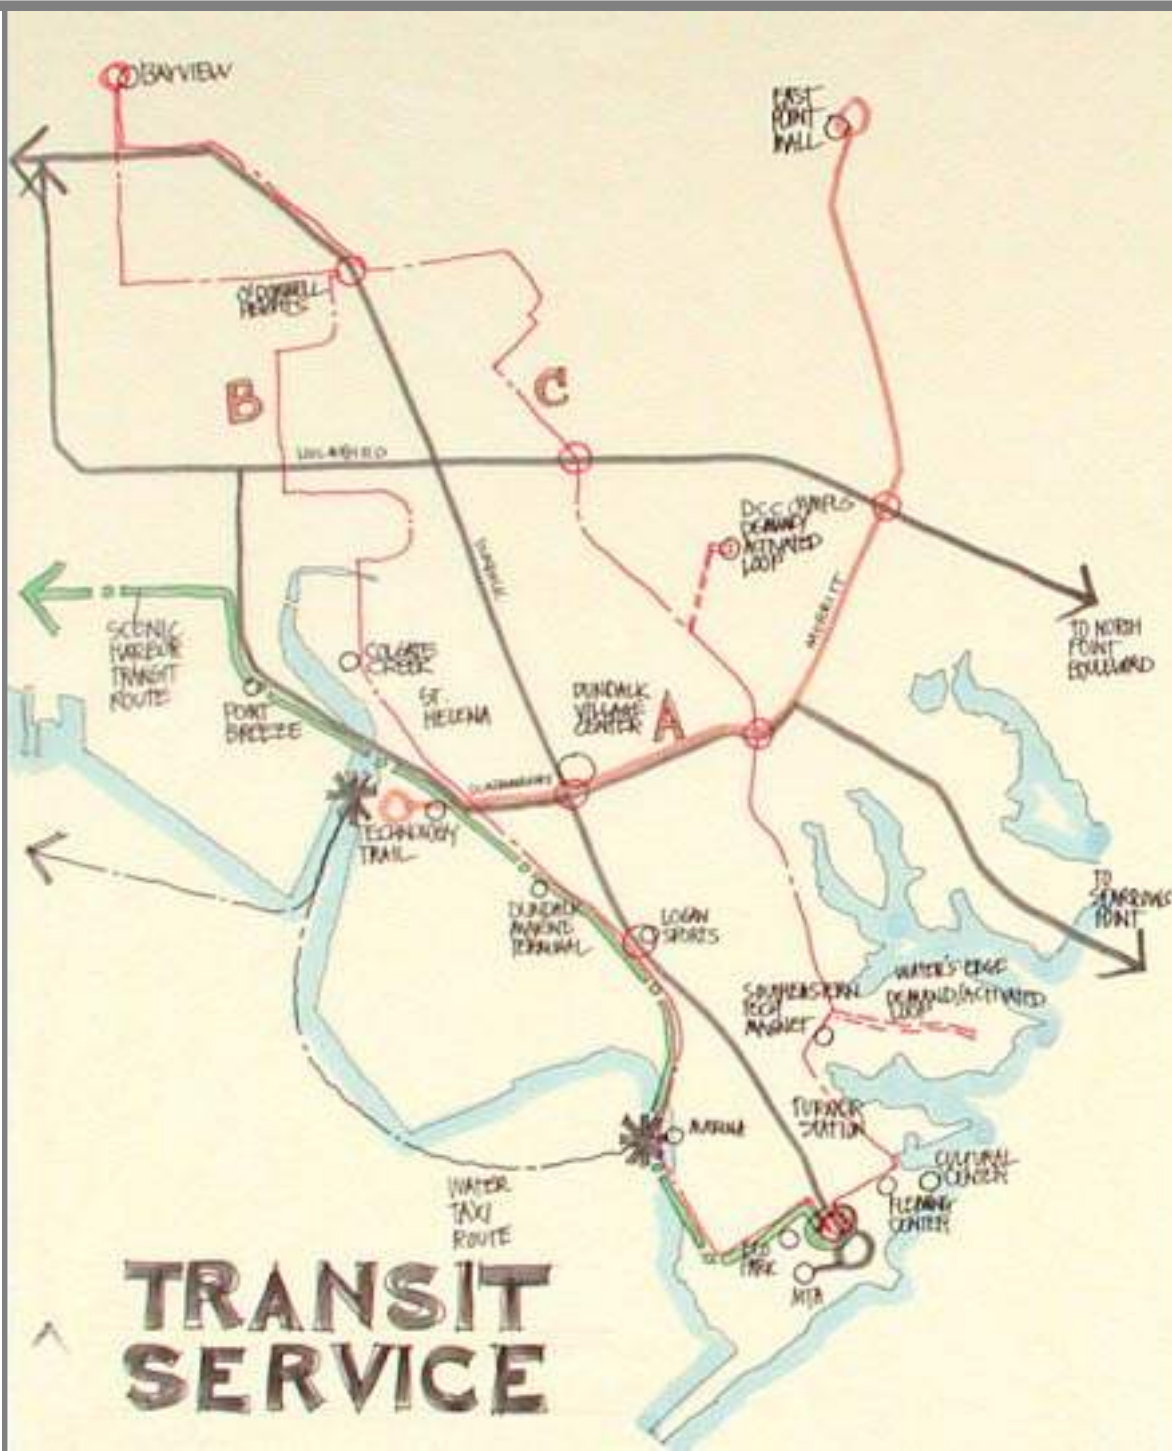 BAYVIEW
EAST
POINT
MALL
O'DONNELL
HEIGHTS
B
C
DUNDALK
D.C.C.
DEMAND
ACTIVATED
LOOP
MERRITT
TO NORTH
POINT
BOULEVARD
SCENIC
HARBOR
TRANSIT
ROUTE
COLGATE
CREEK
ST.
HELENA
DUNDALK
VILLAGE
CENTER
A
POINT
BREEZE
TECHNOLOGY
TRAIL
TO
SPARROWS
POINT
DUNDALK
MARINE
TERMINAL
LOGAN
SPORTS
WATER'S EDGE
DEMAND/ACTIVATED
LOOP
SOUTHEASTERN
TECH
MAGNET
TURNER
STATION
MARINA
CULTURAL
CENTER
FLEMING
CENTER
WATER
TAXI
ROUTE
PARK
MTA
TRANSIT
SERVICE